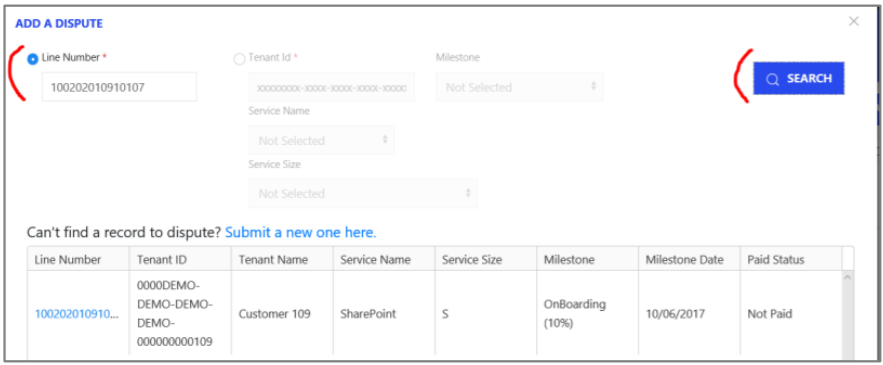 ADD A DISPUTE
Line Number *
Tenant Id *
Milestone
100202010910107
xxxxxxxx-xxxx-xxxx-xxxx-xxxx
Not Selected
SEARCH
Service Name
Not Selected
Service Size
Not Selected
Can't find a record to dispute? Submit a new one here.
Line Number Tenant ID Tenant Name Service Name Service Size Milestone Milestone Date Paid Status
0000DEMO-
DEMO-DEMO-
DEMO-
000000000109
100202010910...
Customer 109
SharePoint
S
OnBoarding
(10%)
10/06/2017
Not Paid